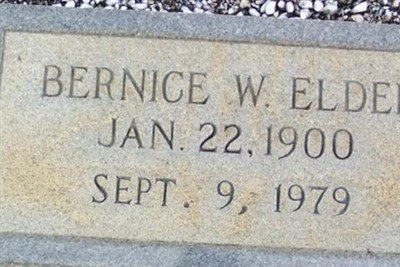 BERNICE W. ELDE
JAN. 22, 1900
SEPT. 9, 1979